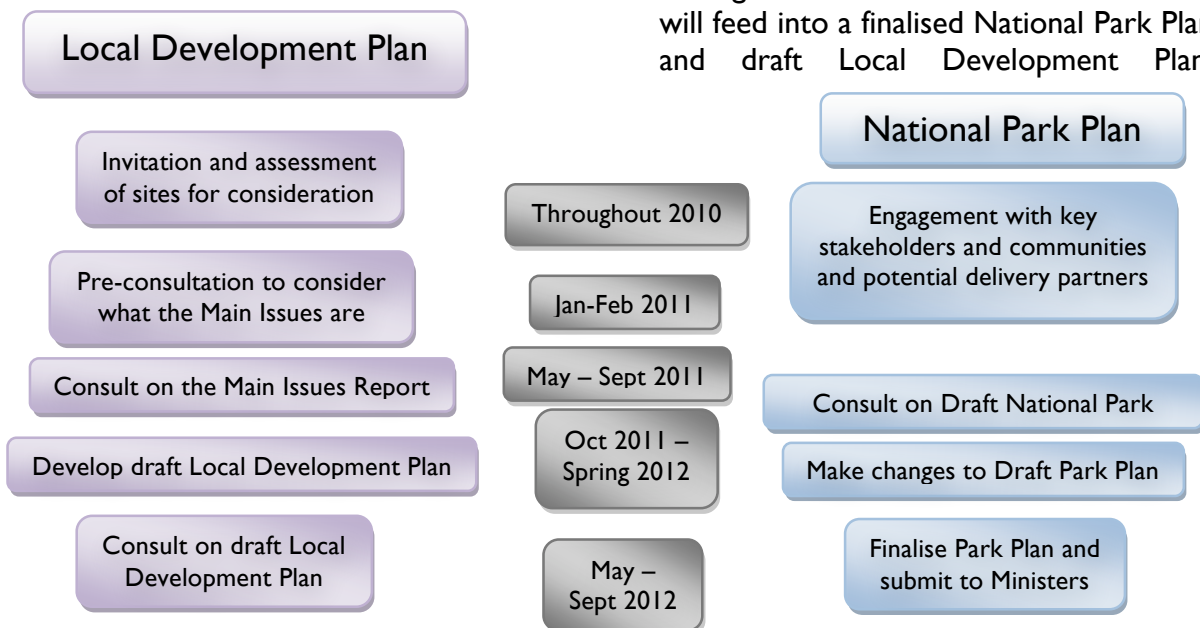 Local Development Plan
Invitation and assessment
of sites for consideration
Pre-consultation to consider
what the Main Issues are
Consult on the Main Issues Report
Develop draft Local Development Plan
Consult on draft Local
Development Plan
Throughout 2010
Jan-Feb 2011
May – Sept 2011
Oct 2011 –
Spring 2012
May –
Sept 2012
will feed into a finalised National Park Plan
and draft Local Development Plan
National Park Plan
Engagement with key
stakeholders and communities
and potential delivery partners
Consult on Draft National Park
Make changes to Draft Park Plan
Finalise Park Plan and
submit to Ministers